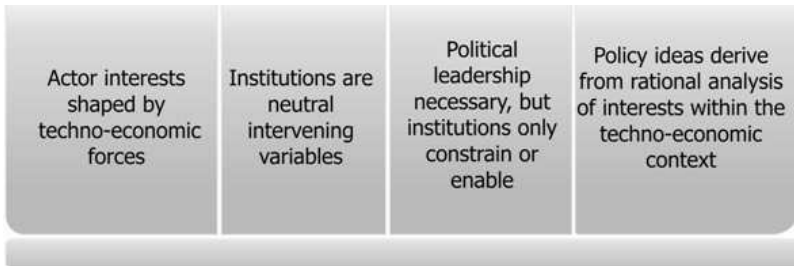 Actor interests
shaped by
techno-economic
forces
Institutions are
neutral
intervening
variables
Political
leadership
necessary, but
institutions only
constrain or
enable
Policy ideas derive
from rational analysis
of interests within the
techno-economic
context